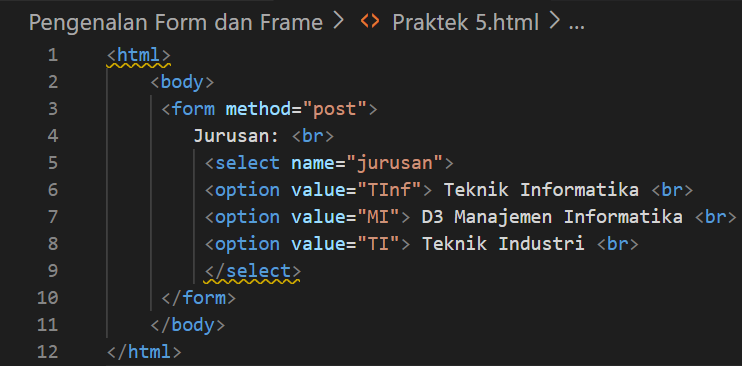 Pengenalan Form dan Frame > <> Praktek 5.html > ...
1 <html>
2 <body>
3 <form method="post">
4 Jurusan: <br>
5 <select name="jurusan">
6 <option value="TInf"> Teknik Informatika <br>
7 <option value="MI"> D3 Manajemen Informatika <br>
8 <option value="TI"> Teknik Industri <br>
9 </select>
10 </form>
11 </body>
12 </html>